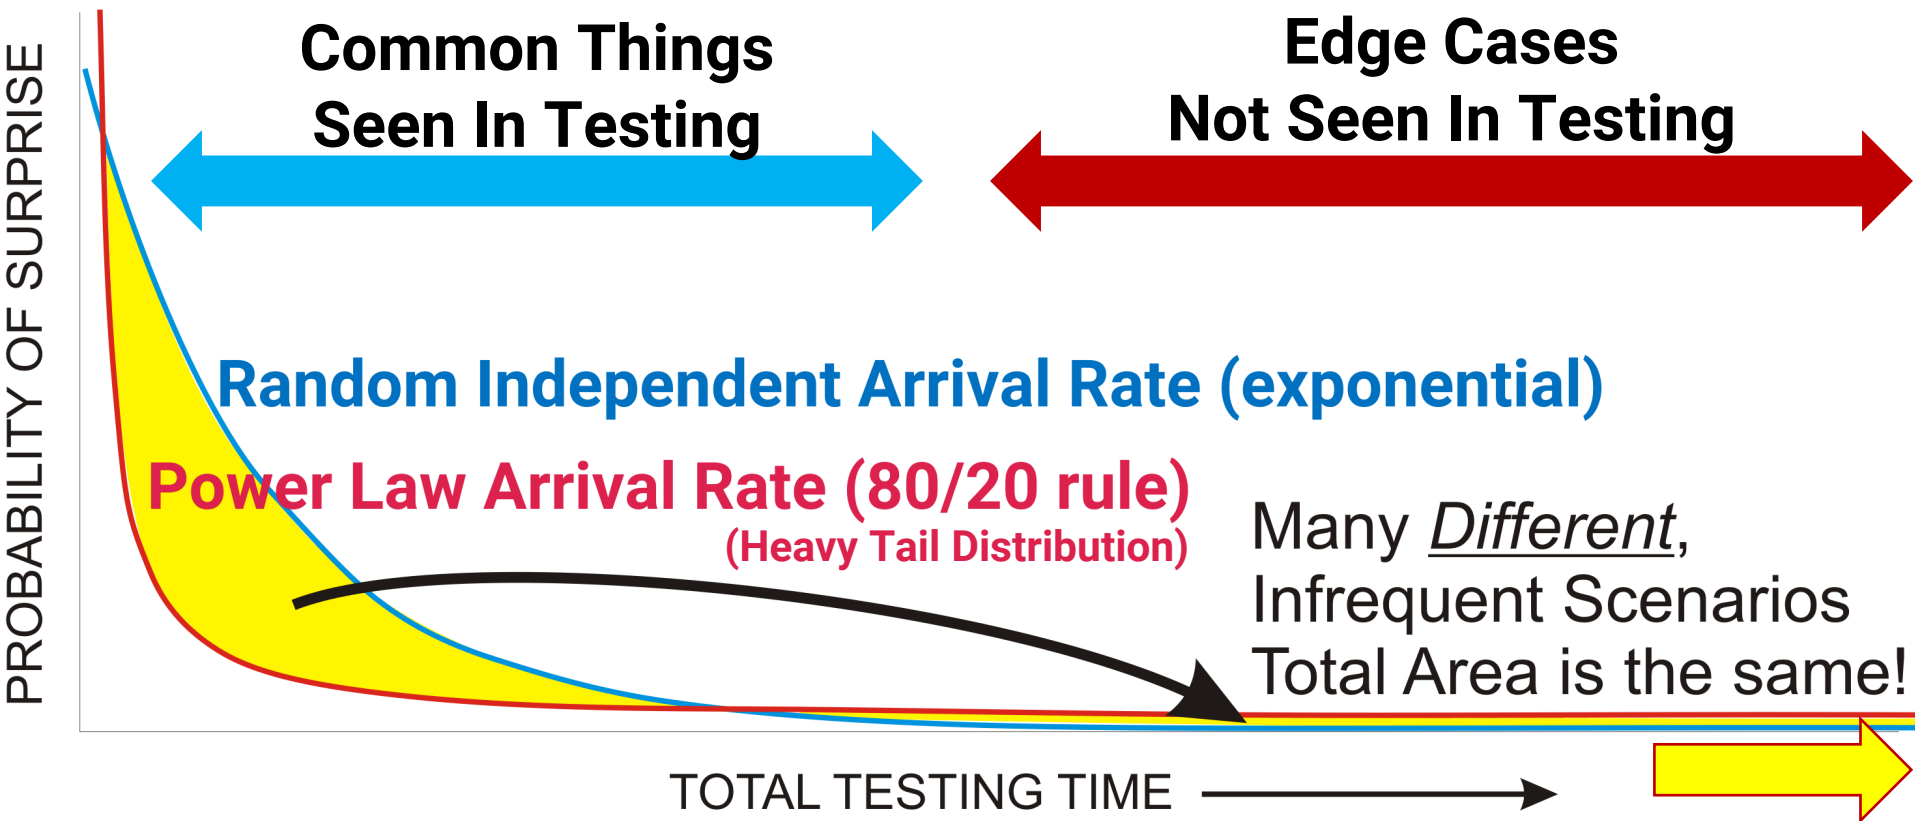 PROBABILITY OF SURPRISE
Common Things
Seen In Testing
Edge Cases
Not Seen In Testing
Random Independent Arrival Rate (exponential)
Power Law Arrival Rate (80/20 rule)
(Heavy Tail Distribution)
Many Different,
Infrequent Scenarios
Total Area is the same!
TOTAL TESTING TIME